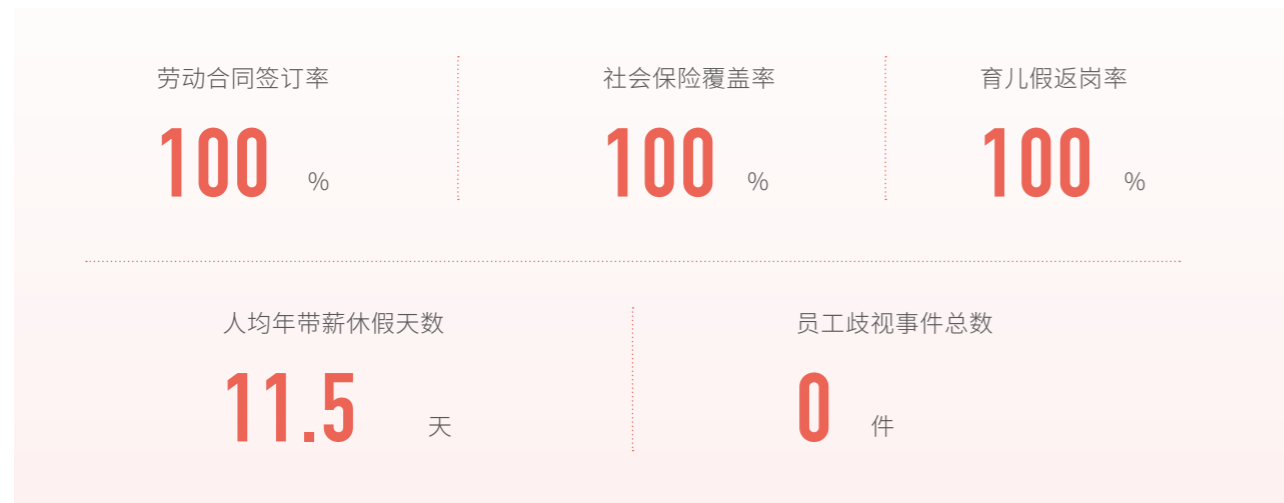 劳动合同签订率
100 %
社会保险覆盖率
100 %
育儿假返岗率
100 %
人均年带薪休假天数
11.5 天
员工歧视事件总数
0 件